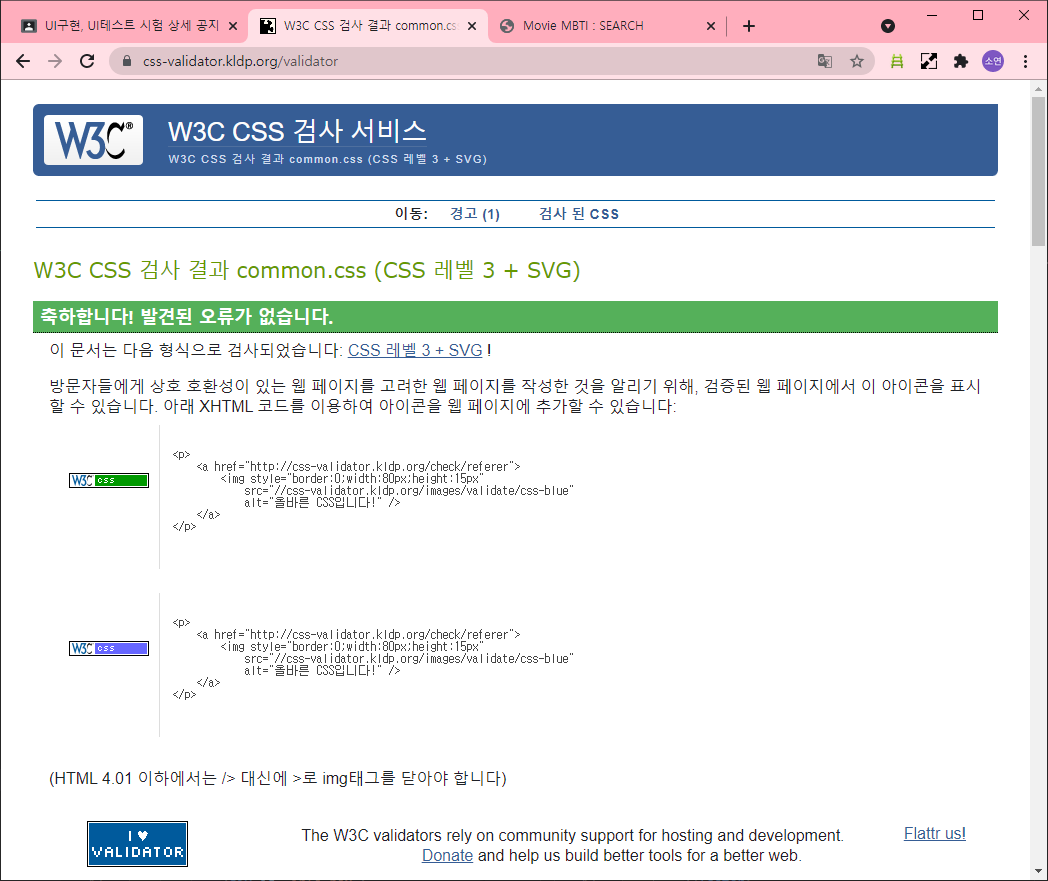 UI구현, UI테스트 시험 상세 공지
W3C CSS 검사 결과 common.cs
Movie MBTI : SEARCH
css-validator.kldp.org/validator
소연
W3C® W3C CSS 검사 서비스
W3C CSS 검사 결과 common.css (CSS 레벨 3 + SVG)
이동: 경고 (1) 검사 된 CSS
W3C CSS 검사 결과 common.css (CSS 레벨 3 + SVG)
축하합니다! 발견된 오류가 없습니다.
이 문서는 다음 형식으로 검사되었습니다: CSS 레벨 3 + SVG !
방문자들에게 상호 호환성이 있는 웹 페이지를 고려한 웹 페이지를 작성한 것을 알리기 위해, 검증된 웹 페이지에서 이 아이콘을 표시
할 수 있습니다. 아래 XHTML 코드를 이용하여 아이콘을 웹 페이지에 추가할 수 있습니다:
W3C css
<p>
<a href="http://css-validator.kldp.org/check/referer">
<img style="border:0;width:80px;height:15px"
src="//css-validator.kldp.org/images/validate/css-blue"
alt="올바른 CSS입니다!" />
</a>
</p>
W3C css
<p>
<a href="http://css-validator.kldp.org/check/referer">
<img style="border:0;width:80px;height:15px"
src="//css-validator.kldp.org/images/validate/css-blue"
alt="올바른 CSS입니다!" />
</a>
</p>
(HTML 4.01 이하에서는 /> 대신에 >로 img태그를 닫아야 합니다)
I ♥
VALIDATOR
The W3C validators rely on community support for hosting and development.
Donate and help us build better tools for a better web.
Flattr us!